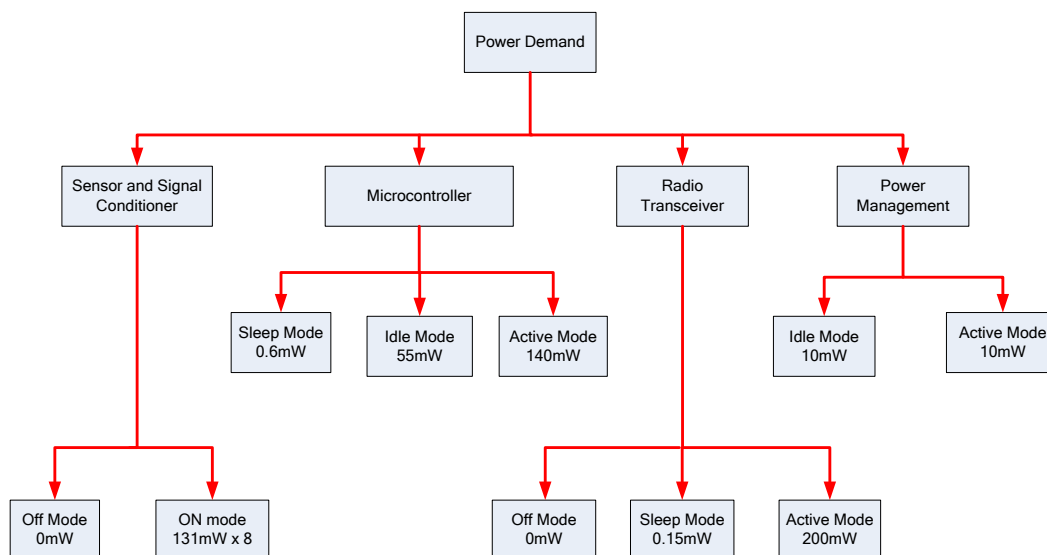 Power Demand
Sensor and Signal
Conditioner
Microcontroller
Radio
Transceiver
Power
Management
Sleep Mode
0.6mW
Idle Mode
55mW
Active Mode
140mW
Idle Mode
10mW
Active Mode
10mW
Off Mode
0mW
ON mode
131mW x 8
Off Mode
0mW
Sleep Mode
0.15mW
Active Mode
200mW